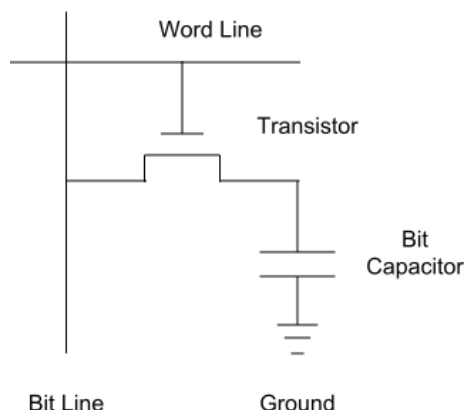 Word Line
Transistor
Bit
Capacitor
Bit Line
Ground